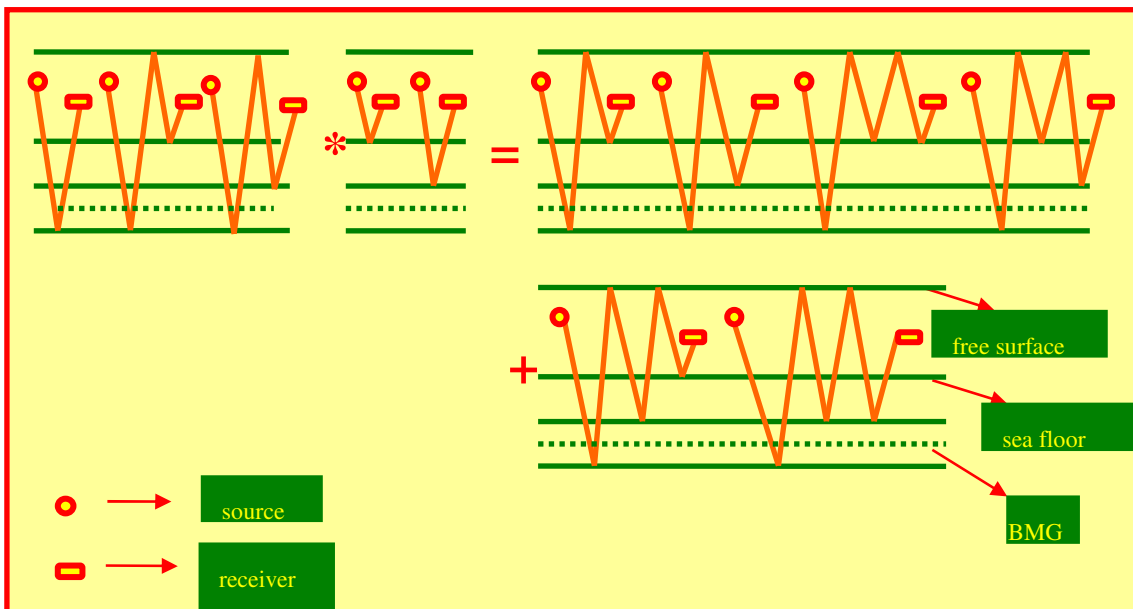 *
=
+
free surface
sea floor
source
BMG
receiver